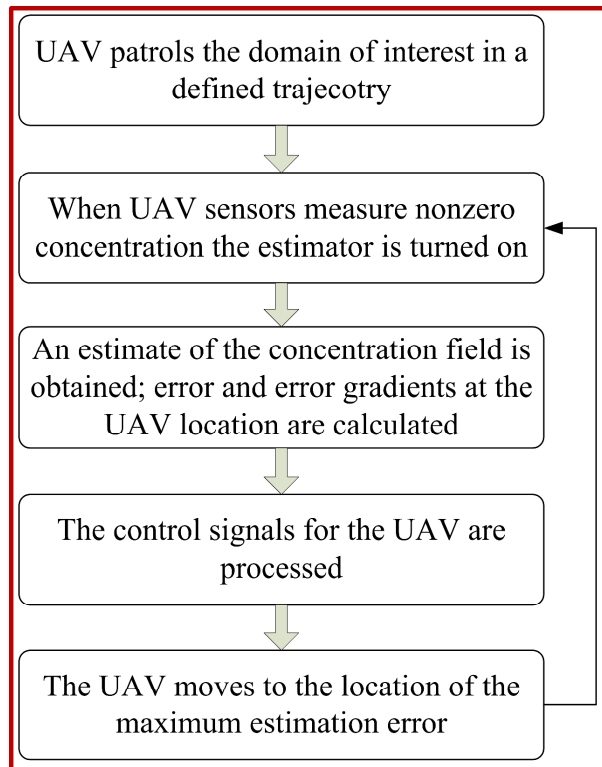 UAV patrols the domain of interest in a
defined trajecotry
When UAV sensors measure nonzero
concentration the estimator is turned on
An estimate of the concentration field is
obtained; error and error gradients at the
UAV location are calculated
The control signals for the UAV are
processed
The UAV moves to the location of the
maximum estimation error